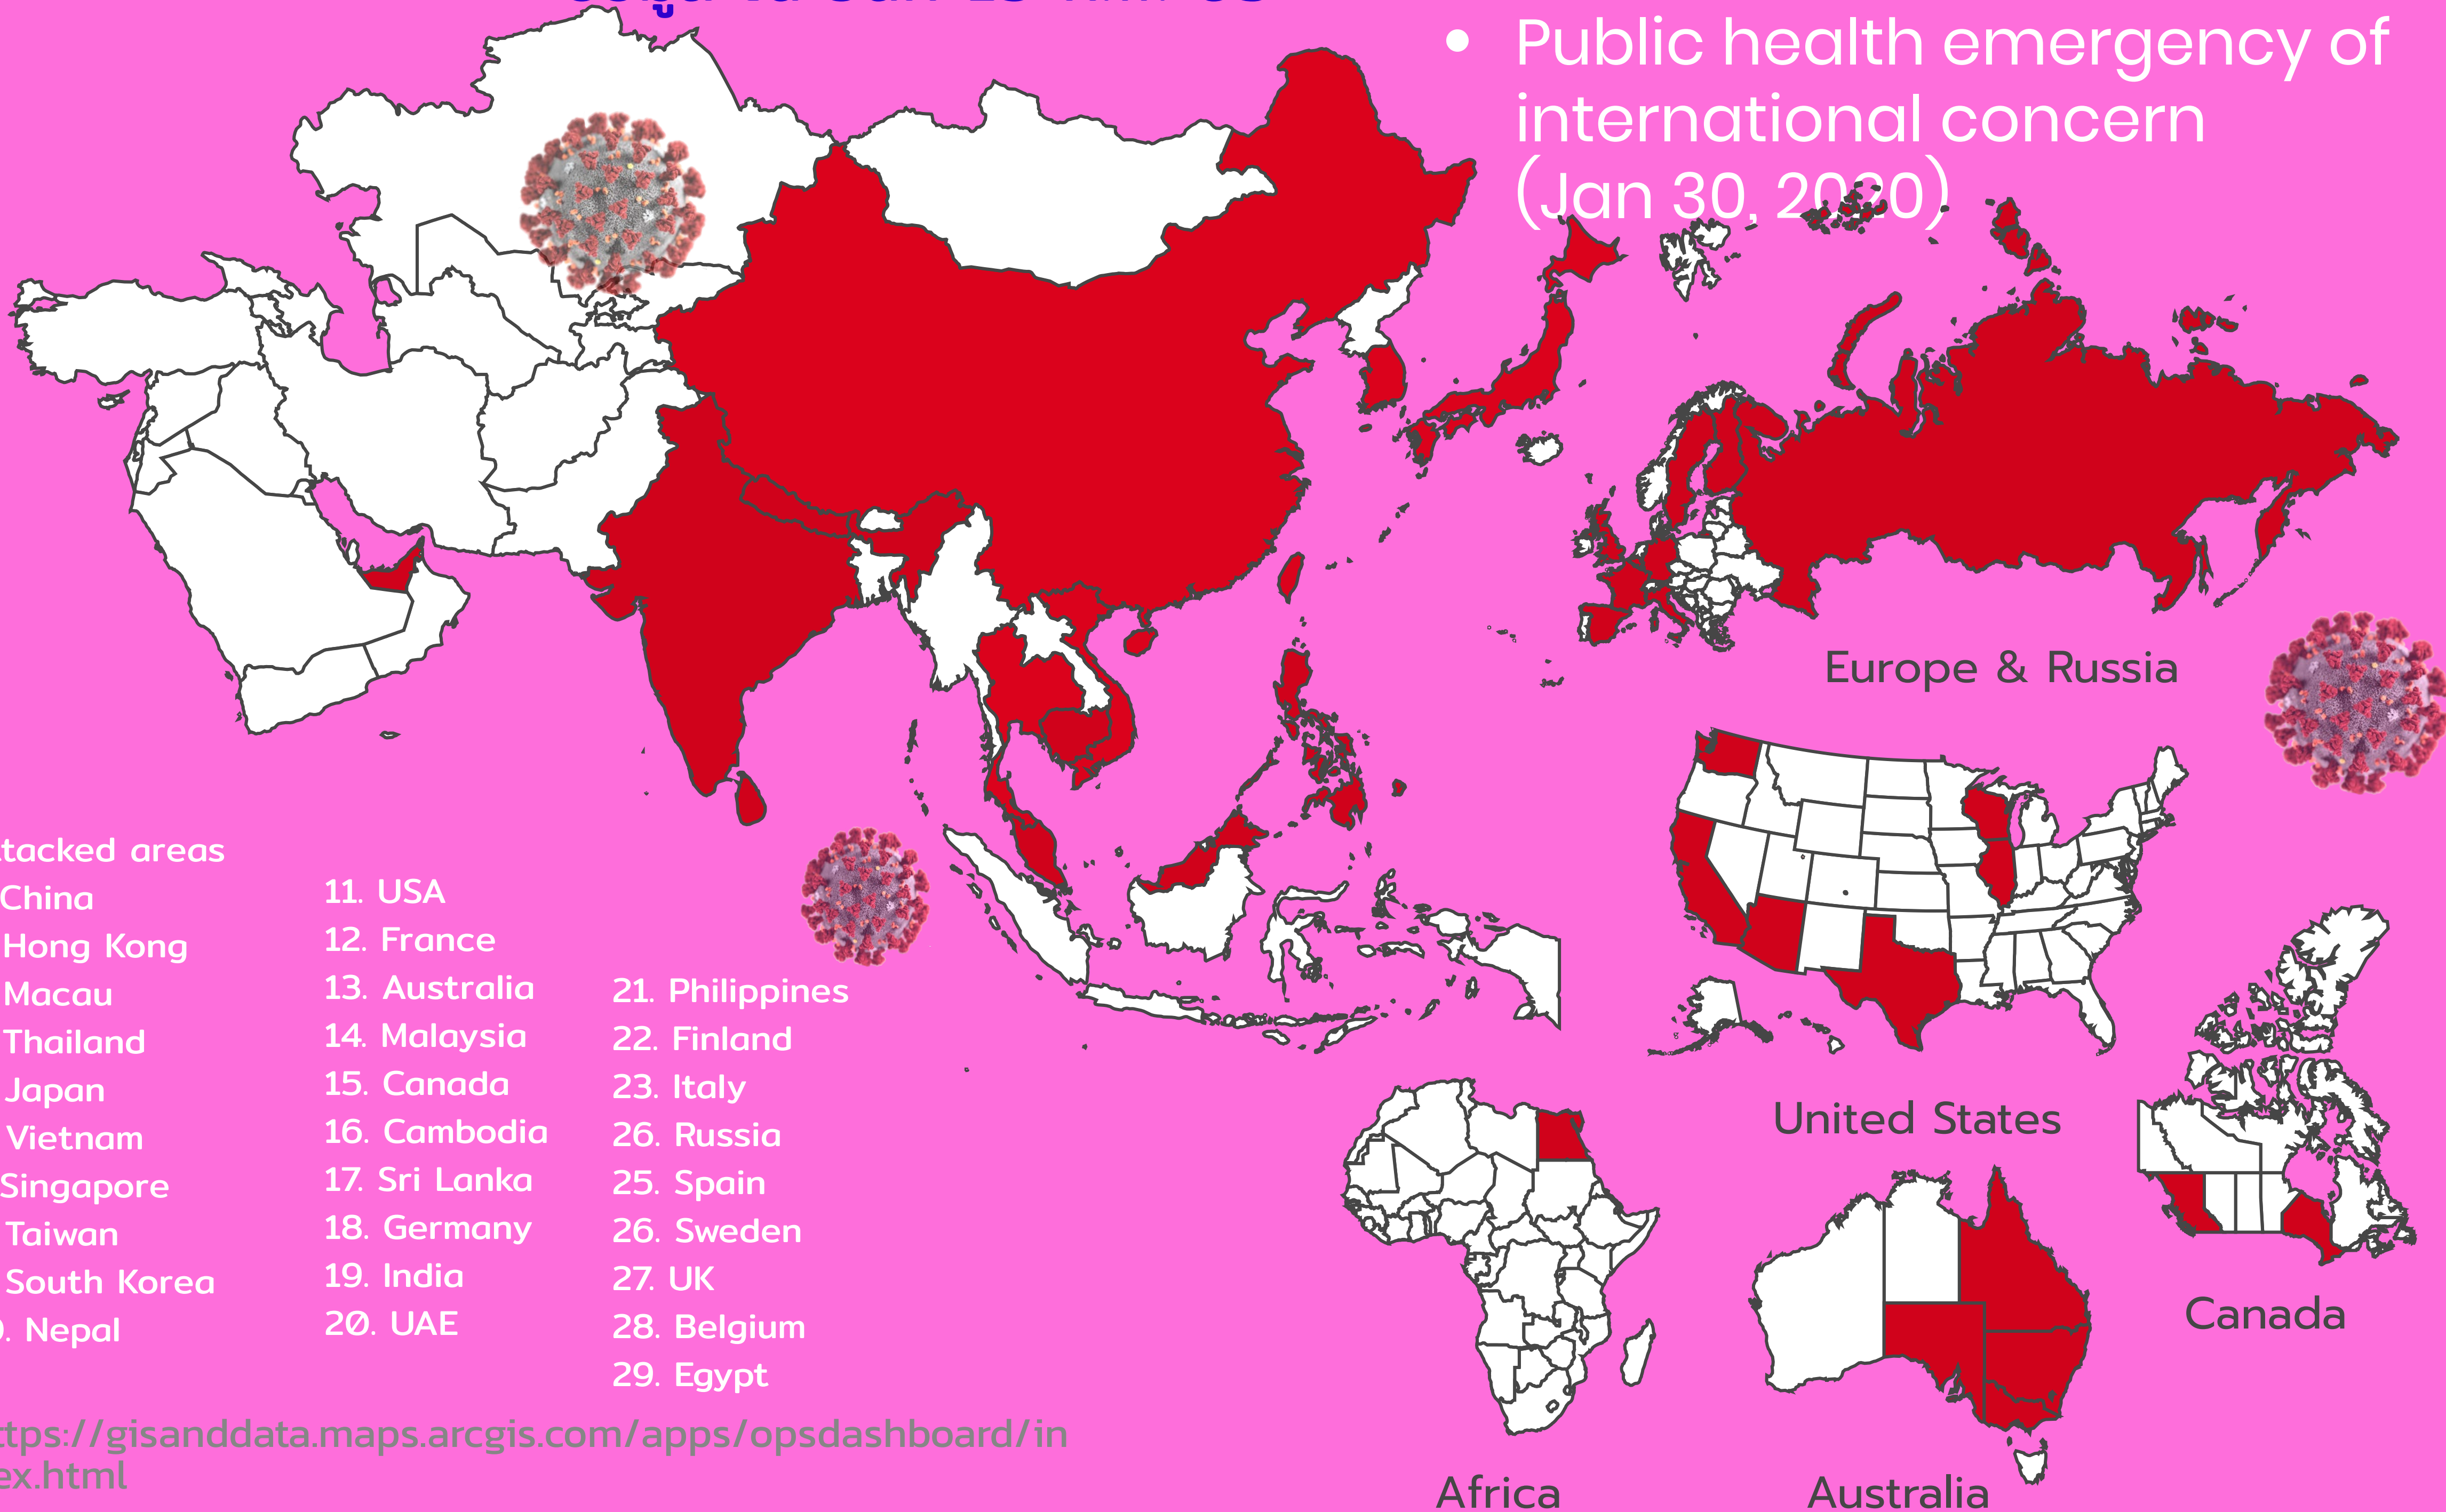 Public health emergency of
international concern
(Jan 30, 2020)
Europe & Russia
areas
China
Hong Kong
Macau
Thailand
Japan
Vietnam
Singapore
Taiwan
South Korea
Nepal
11. USA
12. France
13. Australia
14. Malaysia
15. Canada
16. Cambodia
17. Sri Lanka
18. Germany
19. India
20. UAE
21. Philippines
22. Finland
23. Italy
26. Russia
25. Spain
26. Sweden
27. UK
28. Belgium
29. Egypt
United States
Canada
Africa
Australia
ttps://gisanddata.maps.arcgis.com/apps/opsdashboard/in
ex.html